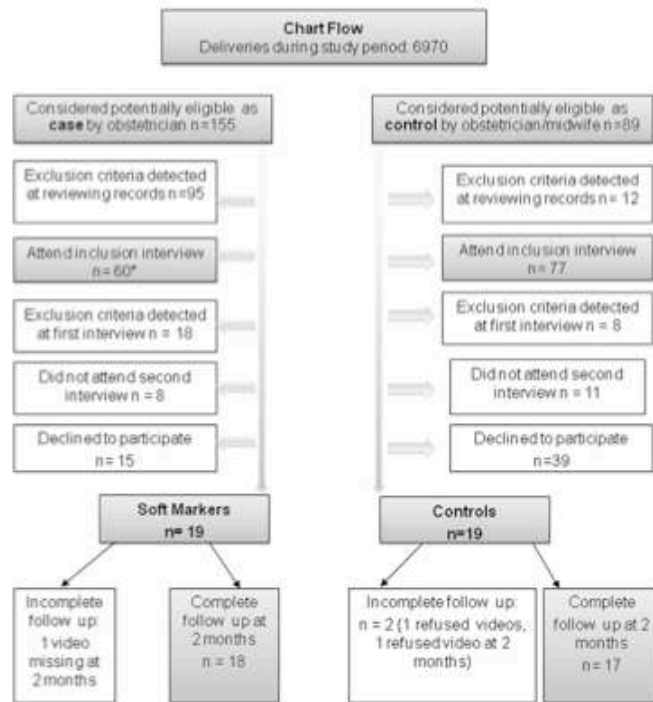 Chart Flow
Deliveries during study period: 6970
Considered potentially eligible as
case by obstetrician n=155
Considered potentially eligible as
control by obstetrician/midwife n=89
Exclusion criteria detected
at reviewing records n=95
Exclusion criteria detected
at reviewing records n= 12
Attend inclusion interview
n= 60*
Attend inclusion interview
n= 77
Exclusion criteria detected
at first interview n = 18
Exclusion criteria detected
at first interview n = 8
Did not attend second
interview n = 8
Did not attend second
interview n = 11
Declined to participate
n= 15
Declined to participate
n=39
Soft Markers
n= 19
Controls
n=19
Incomplete
follow up:
1 video
missing at
2 months
Complete
follow up at
2 months
n = 18
Incomplete follow up:
n = 2 (1 refused videos,
1 refused video at 2
months)
Complete
follow up at 2
months
n = 17